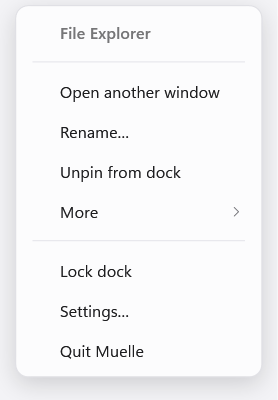 File Explorer
Open another window
Rename...
Unpin from dock
More
Lock dock
Settings...
Quit Muelle